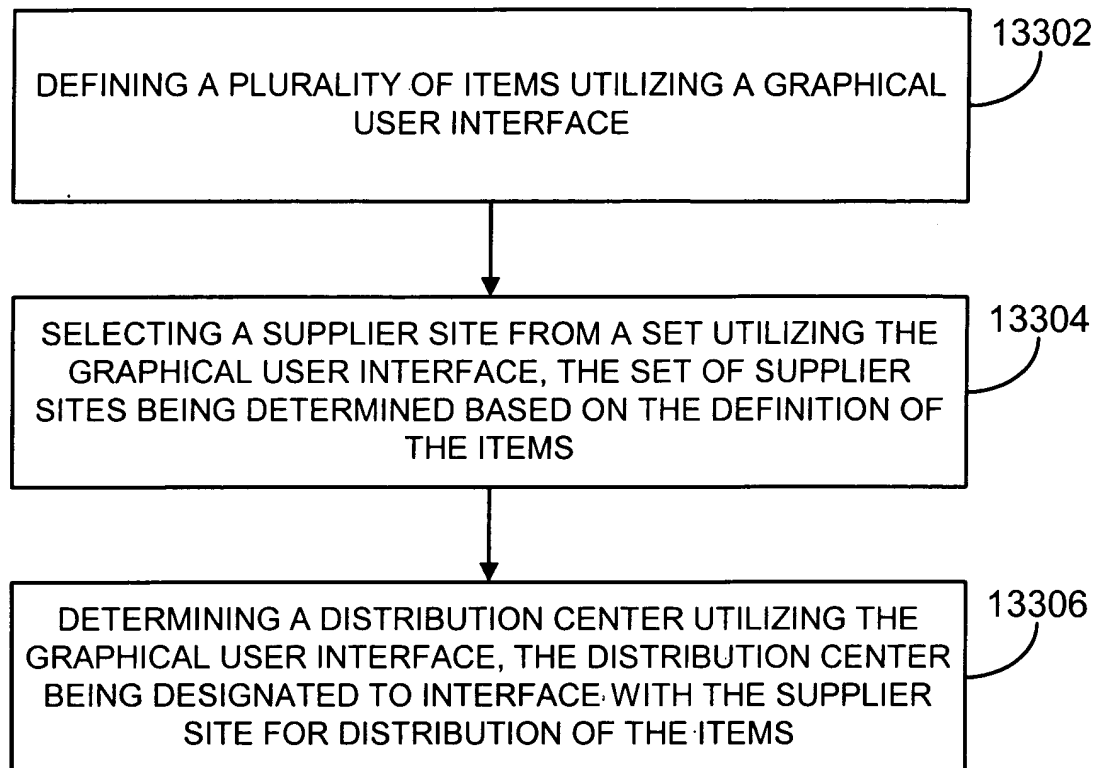 13302
DEFINING A PLURALITY OF ITEMS UTILIZING A GRAPHICAL
USER INTERFACE
13304
SELECTING A SUPPLIER SITE FROM A SET UTILIZING THE
GRAPHICAL USER INTERFACE, THE SET OF SUPPLIER
SITES BEING DETERMINED BASED ON THE DEFINITION OF
THE ITEMS
13306
DETERMINING A DISTRIBUTION CENTER UTILIZING THE
GRAPHICAL USER INTERFACE, THE DISTRIBUTION CENTER
BEING DESIGNATED TO INTERFACE WITH THE SUPPLIER
SITE FOR DISTRIBUTION OF THE ITEMS